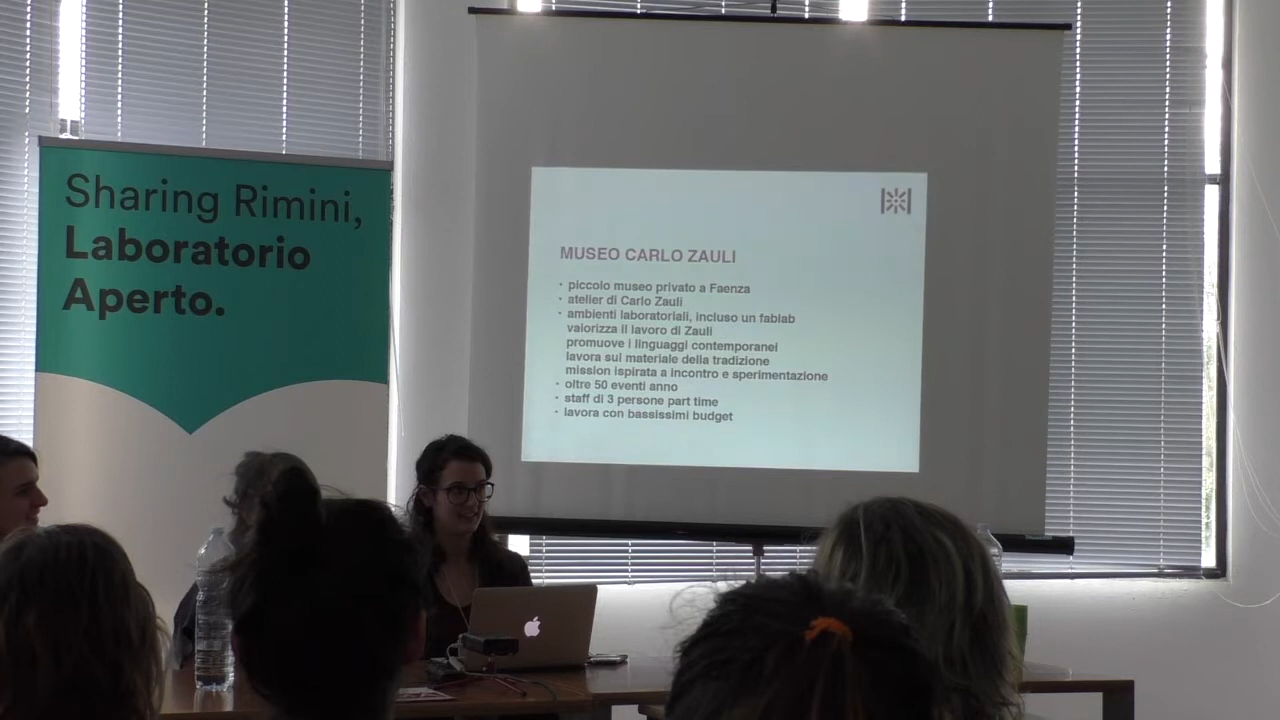 Sharing Rimini,
Laboratorio
Aperto.
MUSEO CARLO ZAULI
• piccolo museo privato a Faenza
• atelier di Carlo Zauli
• ambienti laboratoriali, incluso un fablab
valorizza il lavoro di Zauli
promuove i linguaggi contemporanei
lavora sul materiale della tradizione
mission ispirata a incontro e sperimentazione
• oltre 50 eventi anno
• staff di 3 persone part time
• lavora con bassissimi budget